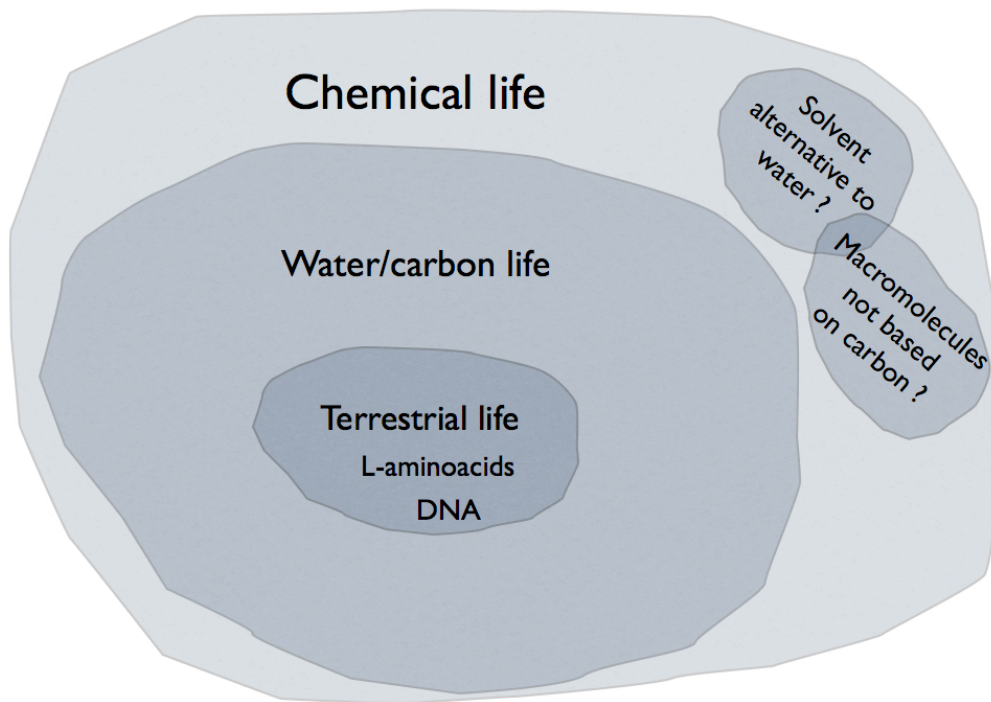 Chemical life
Solvent
alternative to
water ?
Macromolecules
not based
on carbon ?
Water/carbon life
Terrestrial life
L-aminoacids
DNA